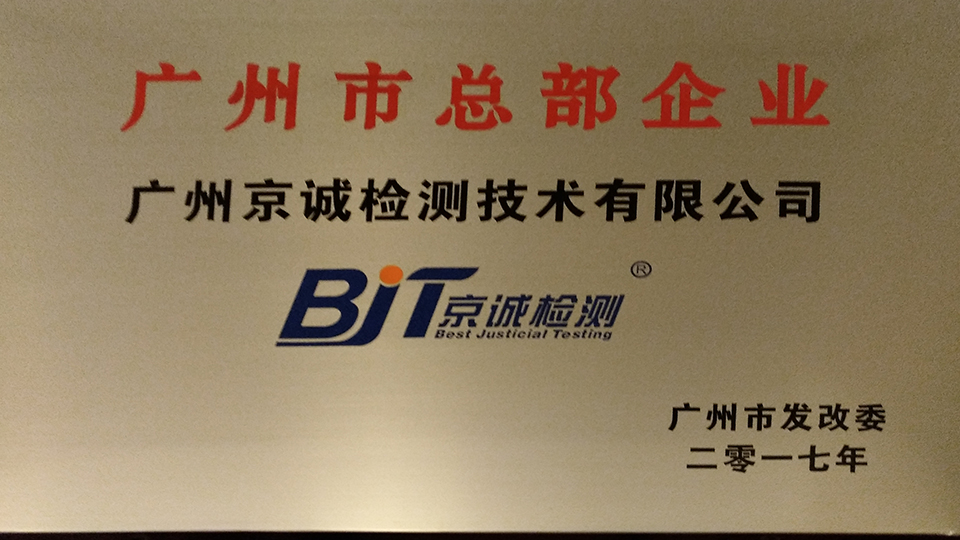 广州市总部企业
广州京诚检测技术有限公司
BJT京诚检测®
Best Justicial Testing
广州市发改委
二零一七年